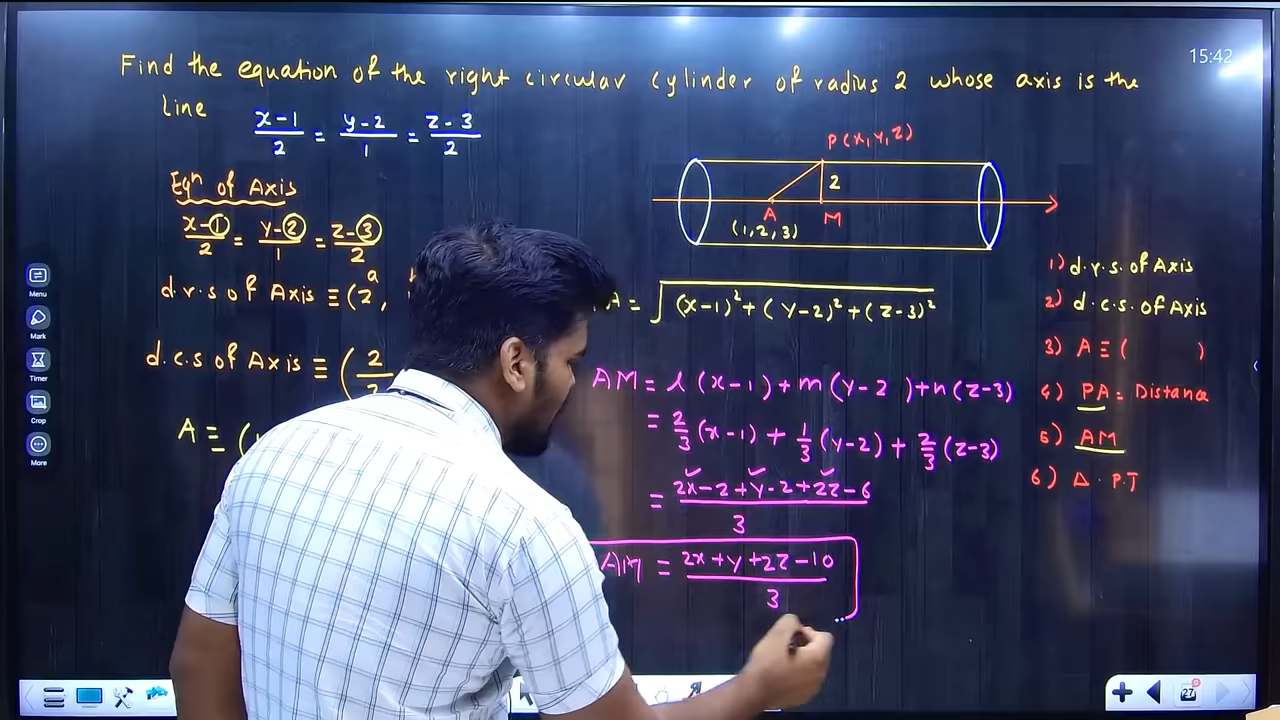 15:42
Find the equation of the right circular cylinder of radius 2 whose axis is the
line
x-1/2 = y-2/1 = z-3/2
P(x,y,z)
2
A
M
(1,2,3)
Eqn of Axis
x-1/2 = y-2/1 = z-3/2
a
d.r.s of Axis ≡ (2,
d.c.s of Axis ≡ (2/
A ≡ (
A = √(x-1)²+(y-2)²+(z-3)²
AM = l(x-1)+m(y-2)+n(z-3)
= 2/3(x-1) + 1/3(y-2) + 2/3(z-3)
= 2x-2+y-2+2z-6/3
AM = 2x+y+2z-10/3
1) d.r.s. of Axis
2) d.c.s. of Axis
3) A ≡ ( )
4) PA = Distance
5) AM
6) Δ. P.T
Menu
Mark
Timer
Crop
More
27